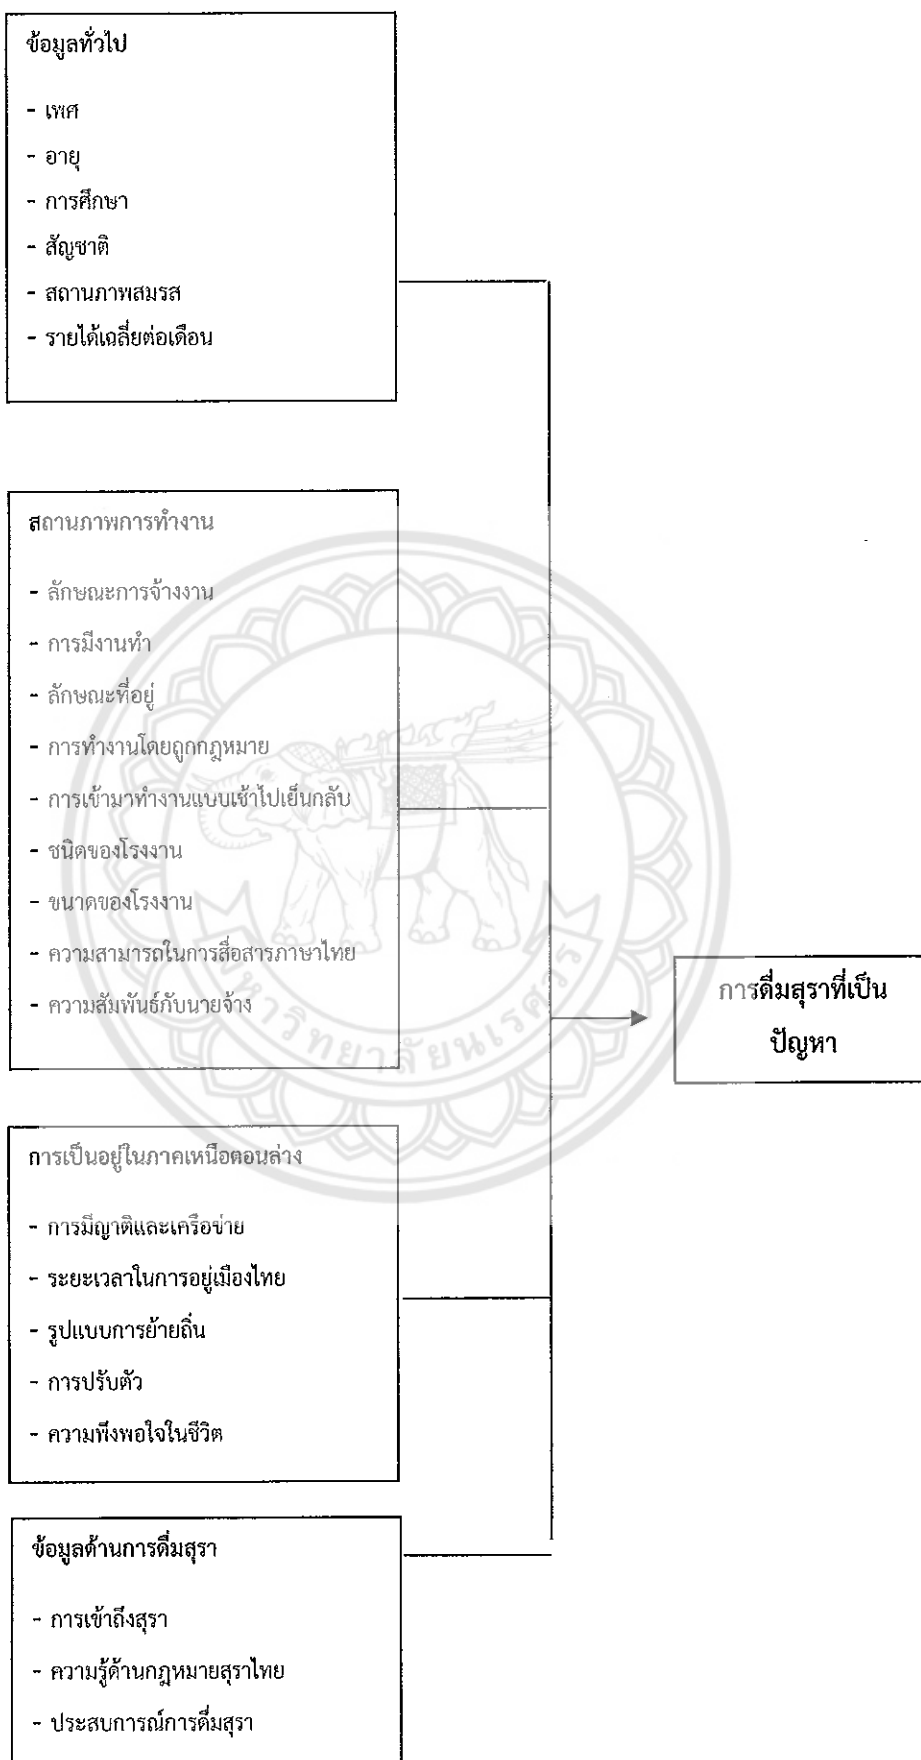 ข้อมูลทั่วไป
- เพศ
- อายุ
- การศึกษา
- สัญชาติ
- สถานภาพสมรส
- รายได้เฉลี่ยต่อเดือน
สถานภาพการทำงาน
- ลักษณะการจ้างงาน
- การมีงานทำ
- ลักษณะที่อยู่
- การทำงานโดยถูกกฎหมาย
- การเข้ามาทำงานแบบเช้าไปเย็นกลับ
- ชนิดของโรงงาน
- ขนาดของโรงงาน
- ความสามารถในการสื่อสารภาษาไทย
- ความสัมพันธ์กับนายจ้าง
การดื่มสุราที่เป็น
ปัญหา
มหาวิทยาลัยนเรศวร
การเป็นอยู่ในภาคเหนือตอนล่าง
- การมีญาติและเครือข่าย
- ระยะเวลาในการอยู่เมืองไทย
- รูปแบบการย้ายถิ่น
- การปรับตัว
- ความพึงพอใจในชีวิต
ข้อมูลด้านการดื่มสุรา
- การเข้าถึงสุรา
- ความรู้ด้านกฎหมายสุราไทย
- ประสบการณ์การดื่มสุรา